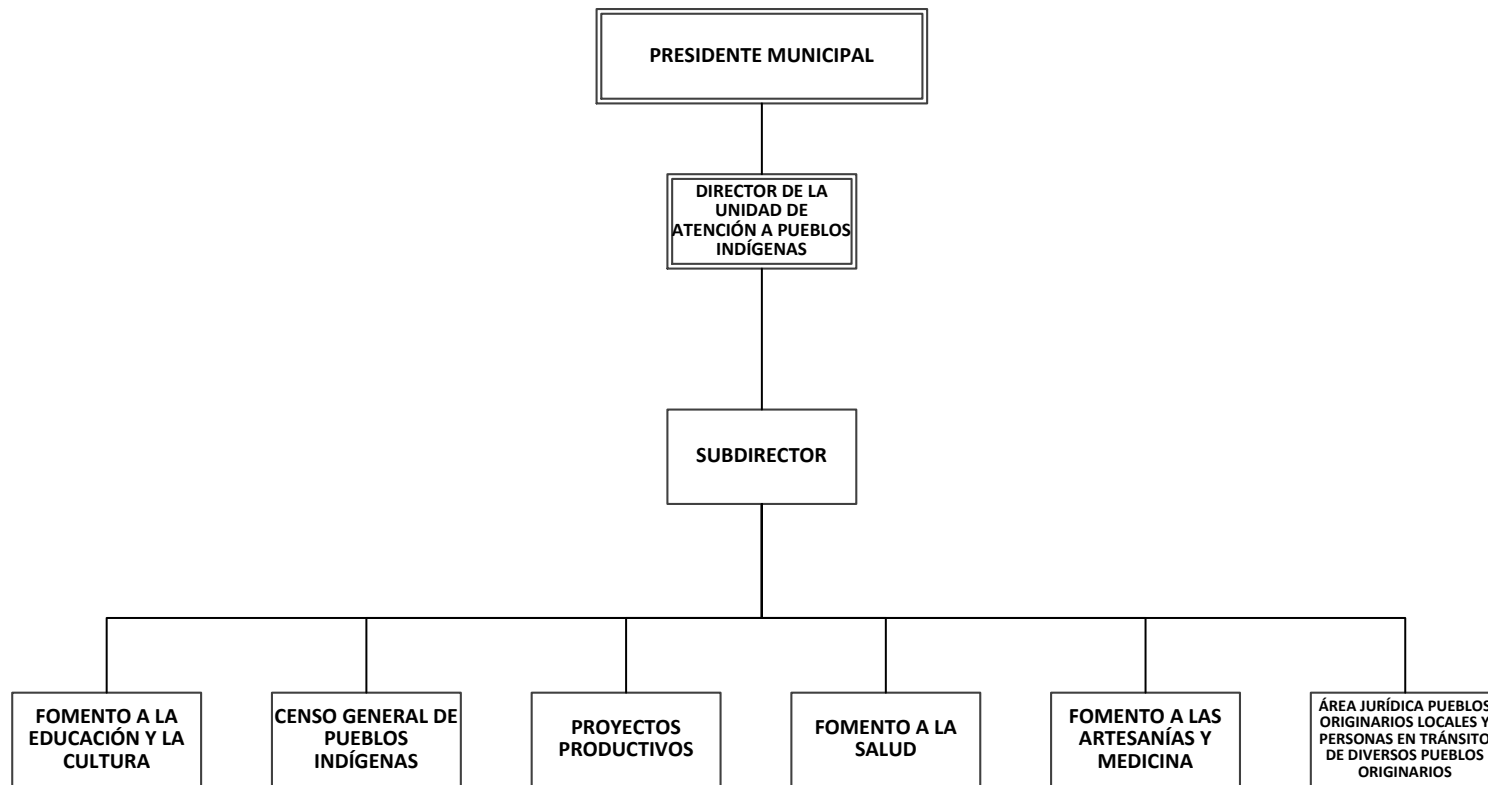 PRESIDENTE MUNICIPAL
DIRECTOR DE LA
UNIDAD DE
ATENCIÓN A PUEBLOS
INDÍGENAS
SUBDIRECTOR
FOMENTO A LA
EDUCACIÓN Y LA
CULTURA
CENSO GENERAL DE
PUEBLOS
INDÍGENAS
PROYECTOS
PRODUCTIVOS
FOMENTO A LA
SALUD
FOMENTO A LAS
ARTESANÍAS Y
MEDICINA
ÁREA JURÍDICA PUEBLOS
ORIGINARIOS LOCALES Y
PERSONAS EN TRÁNSITO
DE DIVERSOS PUEBLOS
ORIGINARIOS